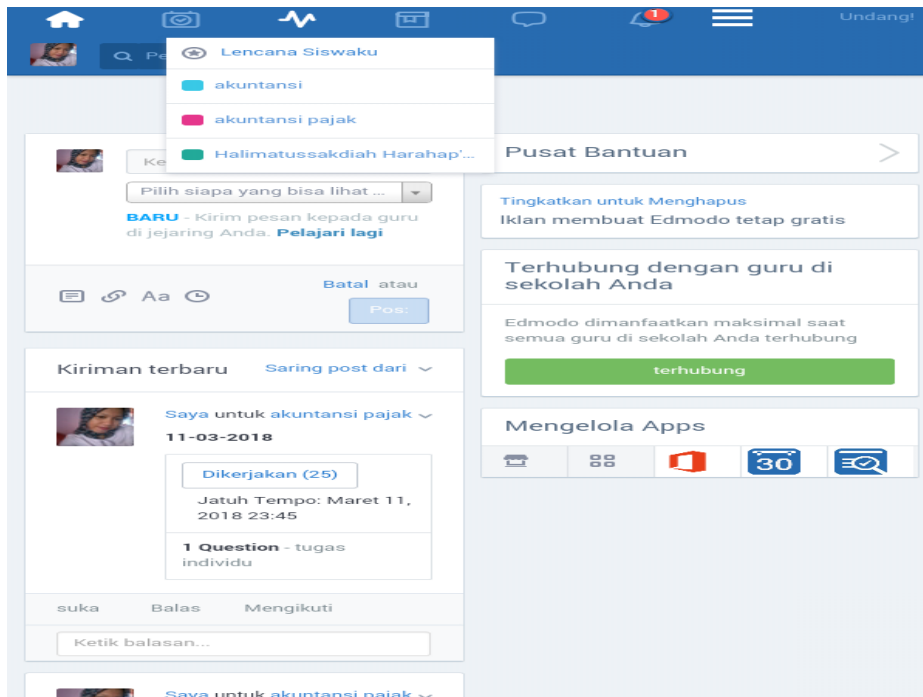 1
Undang!
Pe
Lencana Siswaku
akuntansi
akuntansi pajak
Halimatussakdiah Harahap'...
Ke
Pilih siapa yang bisa lihat ...
BARU - Kirim pesan kepada guru
di jejaring Anda. Pelajari lagi
Batal atau
Pos:
Kiriman terbaru
Saring post dari
Saya untuk akuntansi pajak
11-03-2018
Dikerjakan (25)
Jatuh Tempo: Maret 11,
2018 23:45
1 Question - tugas
individu
suka Balas Mengikuti
Ketik balasan...
Saya untuk akuntansi pajak
Pusat Bantuan
Tingkatkan untuk Menghapus
Iklan membuat Edmodo tetap gratis
Terhubung dengan guru di
sekolah Anda
Edmodo dimanfaatkan maksimal saat
semua guru di sekolah Anda terhubung
terhubung
Mengelola Apps
30
Aa